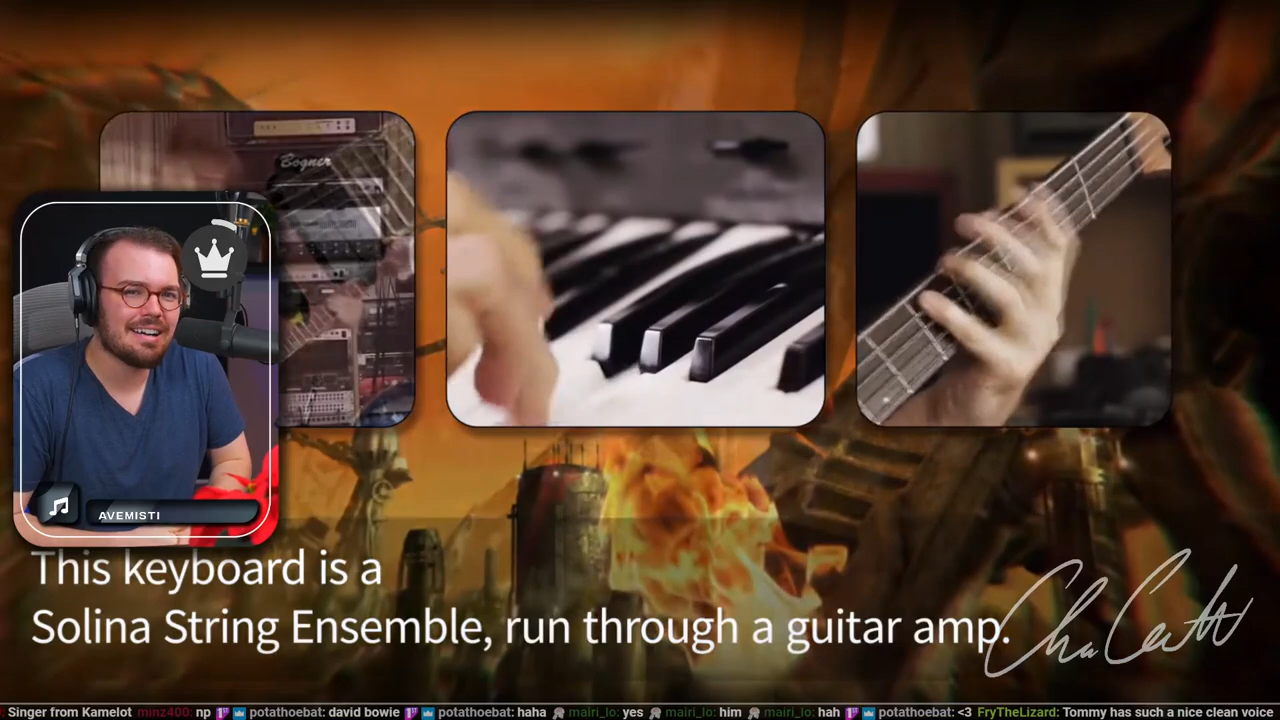 Bogner
AVEMISTI
This keyboard is a
Solina String Ensemble, run through a guitar amp.
Singer from Kamelot minz400: np potathoebat: david bowie potathoebat: haha mairi_lo: yes mairi_lo: him mairi_lo: hah potathoebat: <3 FryTheLizard: Tommy has such a nice clean voice